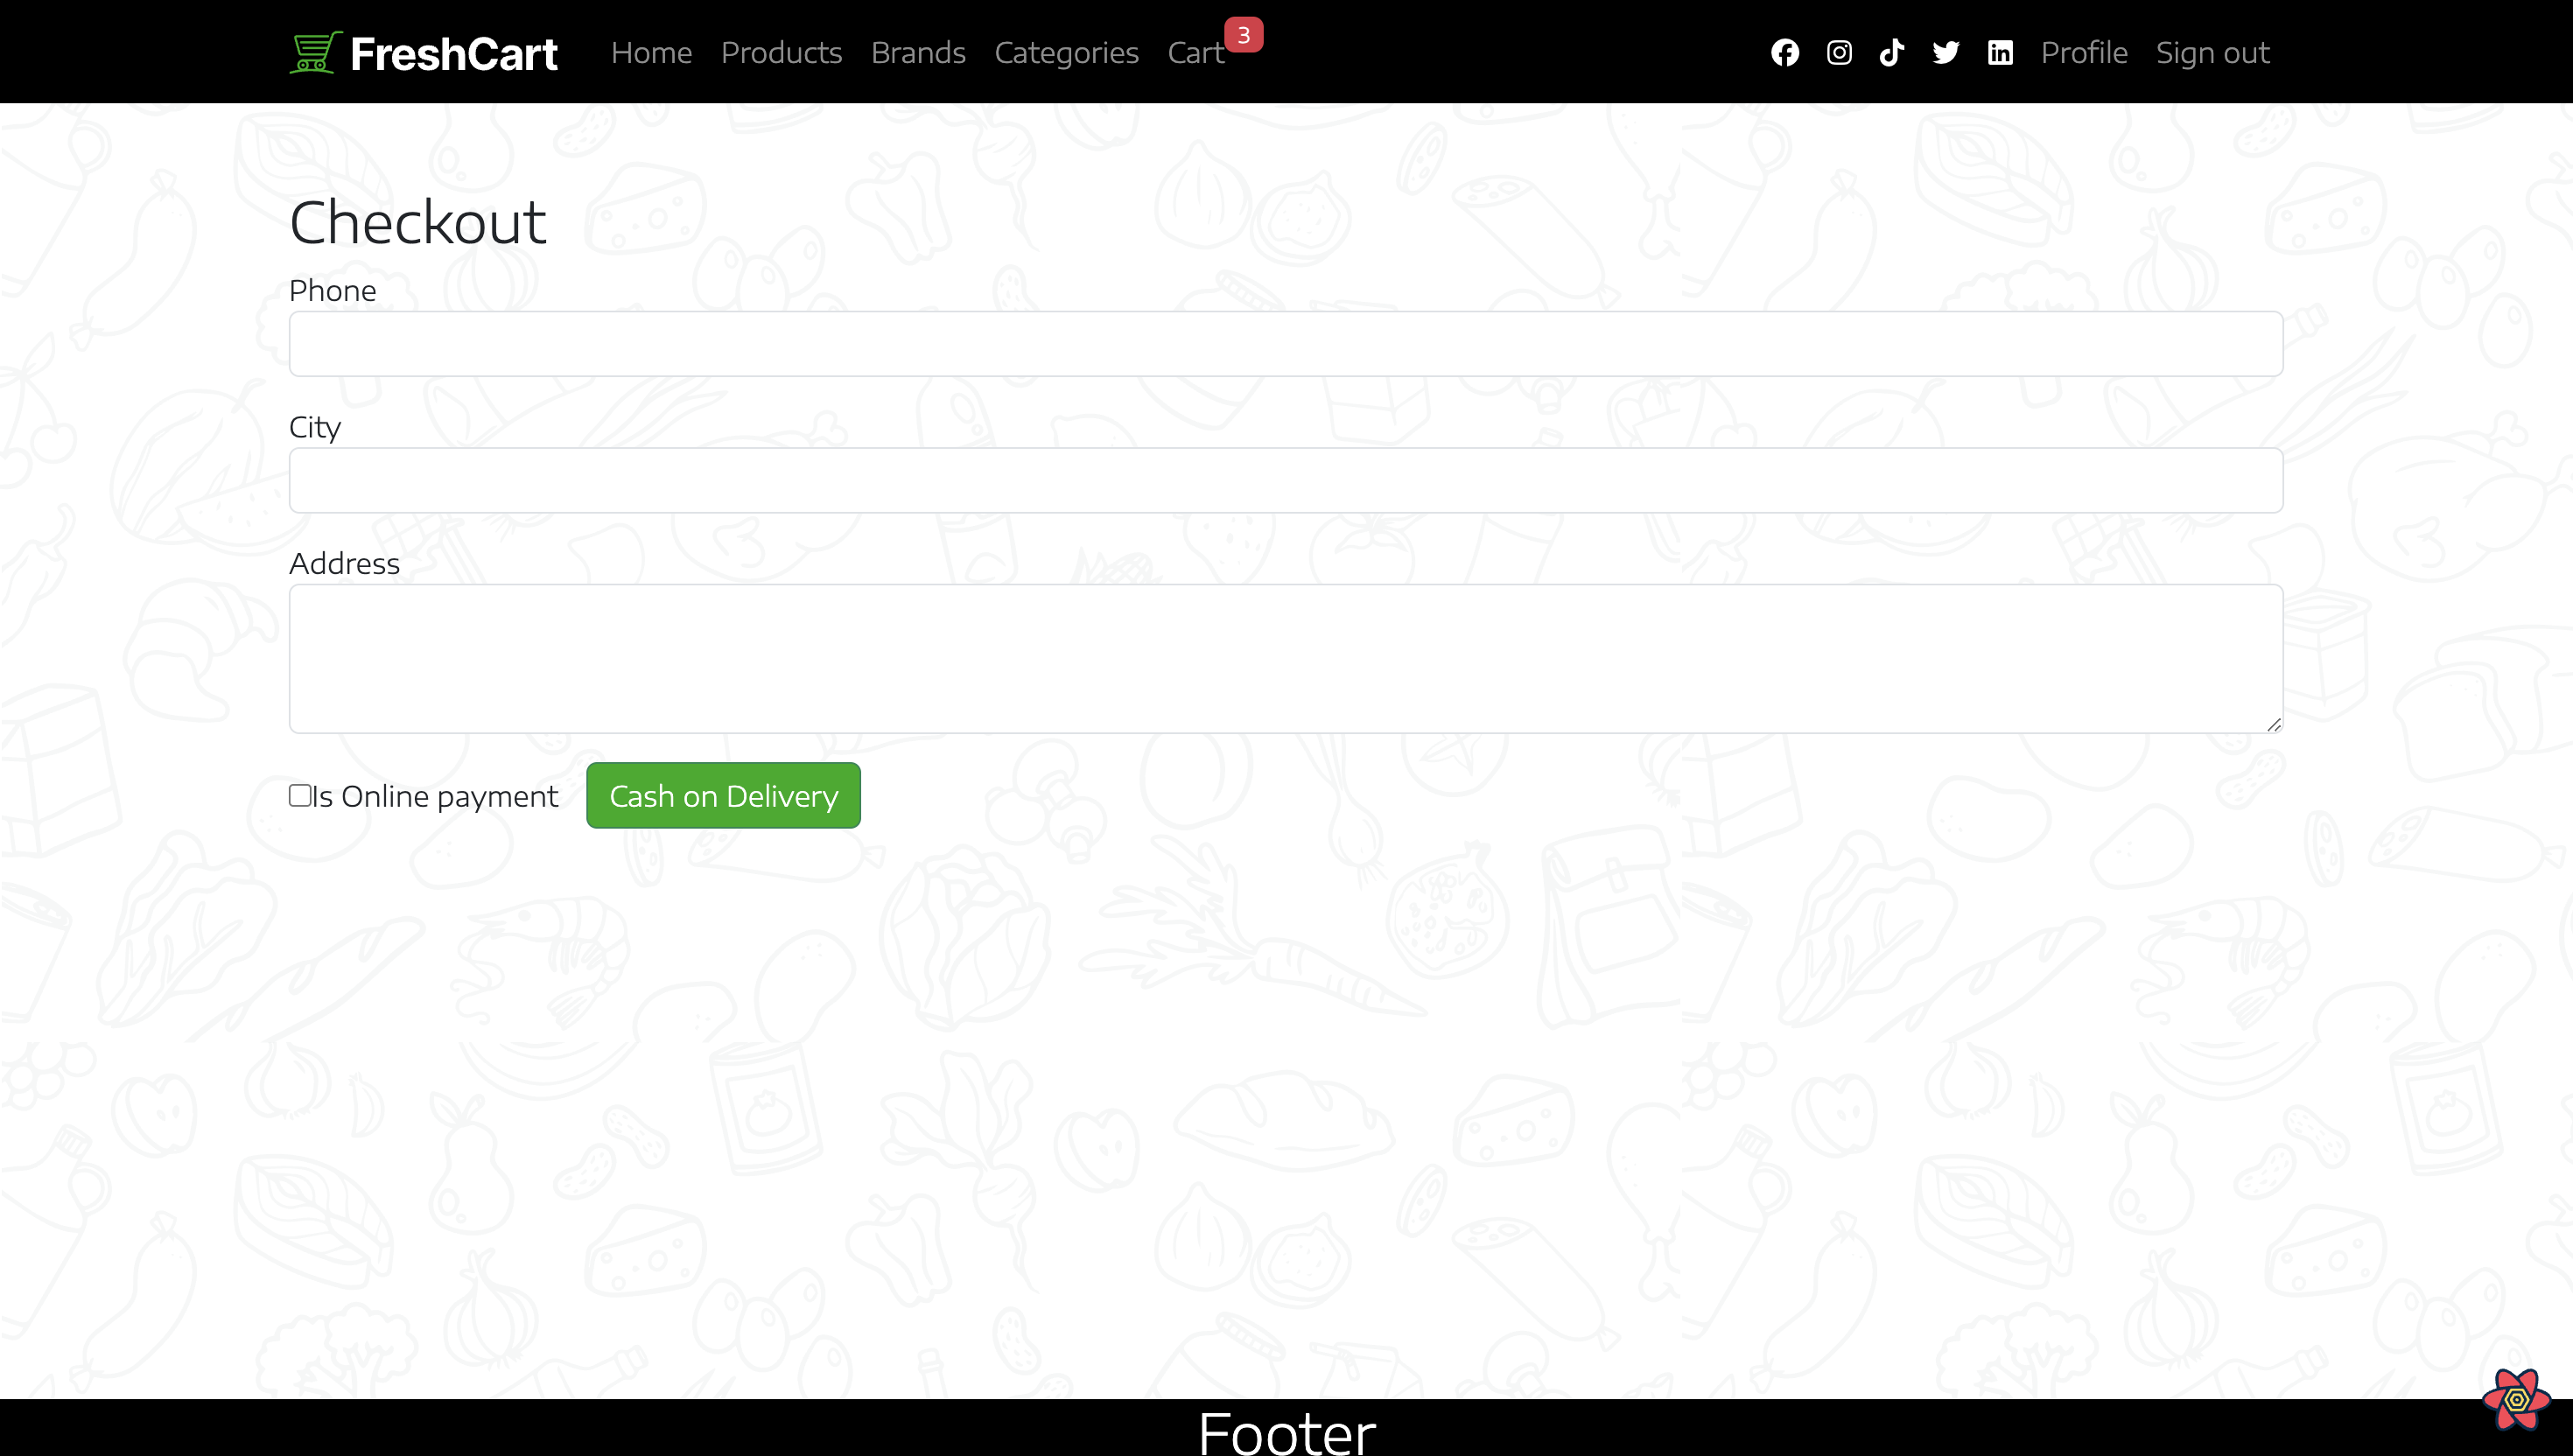 FreshCart Home Products Brands Categories Cart 3 Profile Sign out
Checkout
Phone
City
Address
Is Online payment Cash on Delivery
Footer